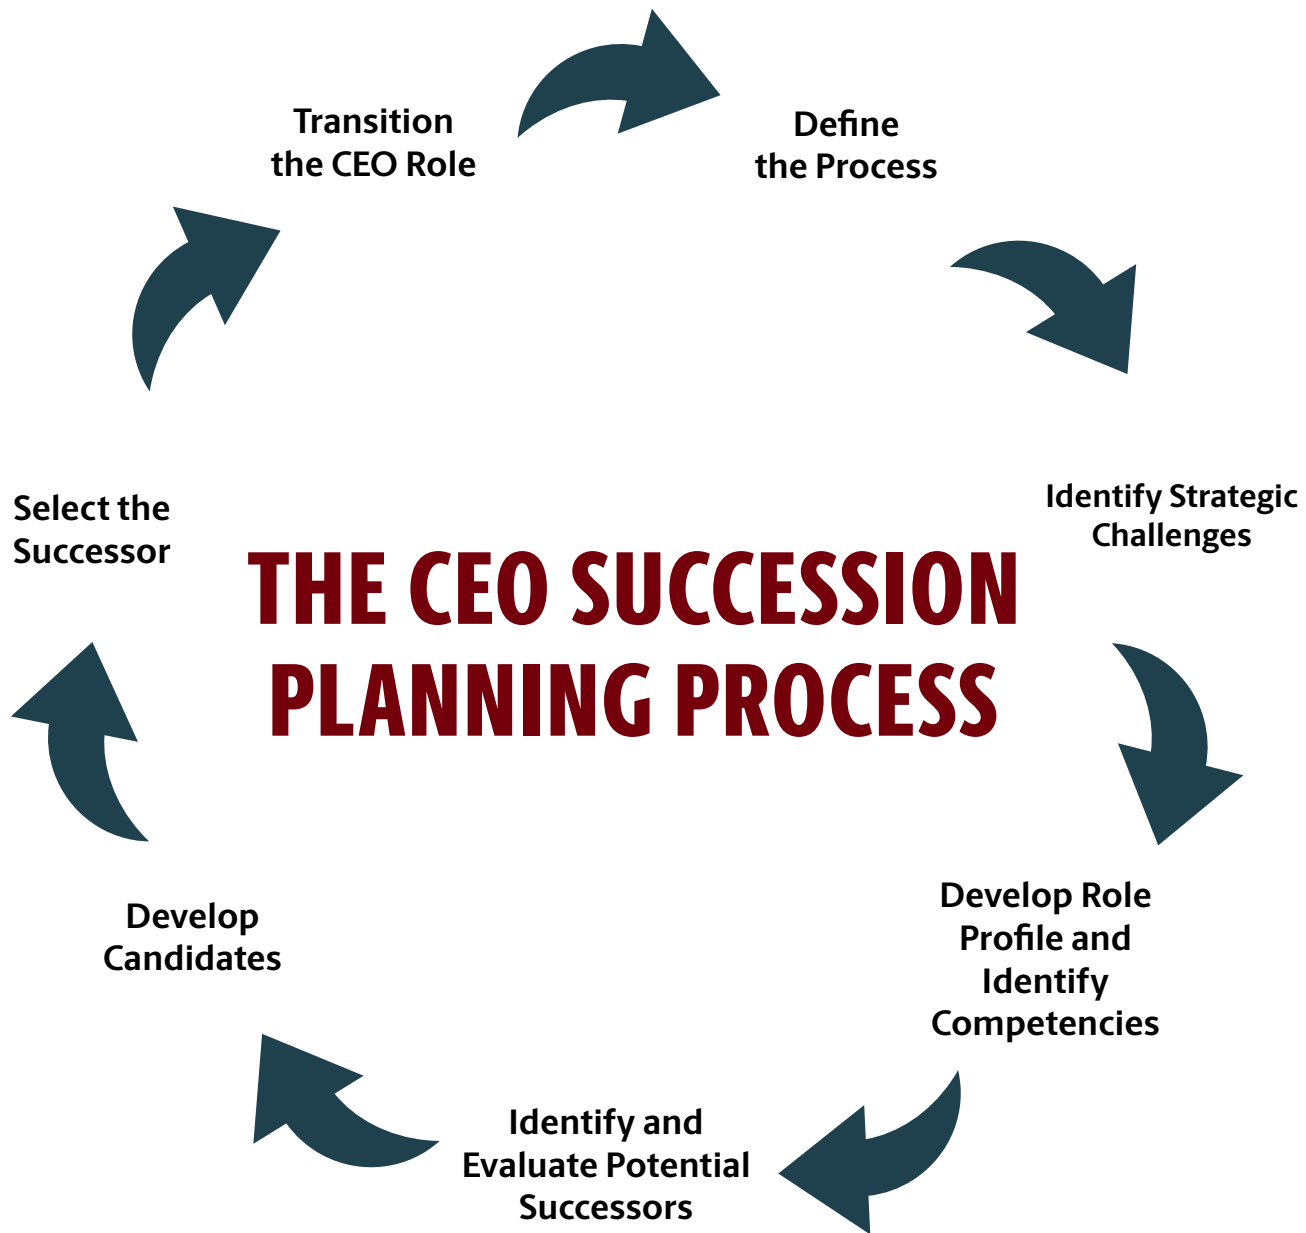 Transition
the CEO Role
Define
the Process
Identify Strategic
Challenges
Develop Role
Profile and
Identify
Competencies
Identify and
Evaluate Potential
Successors
Develop
Candidates
Select the
Successor
THE CEO SUCCESSION
PLANNING PROCESS